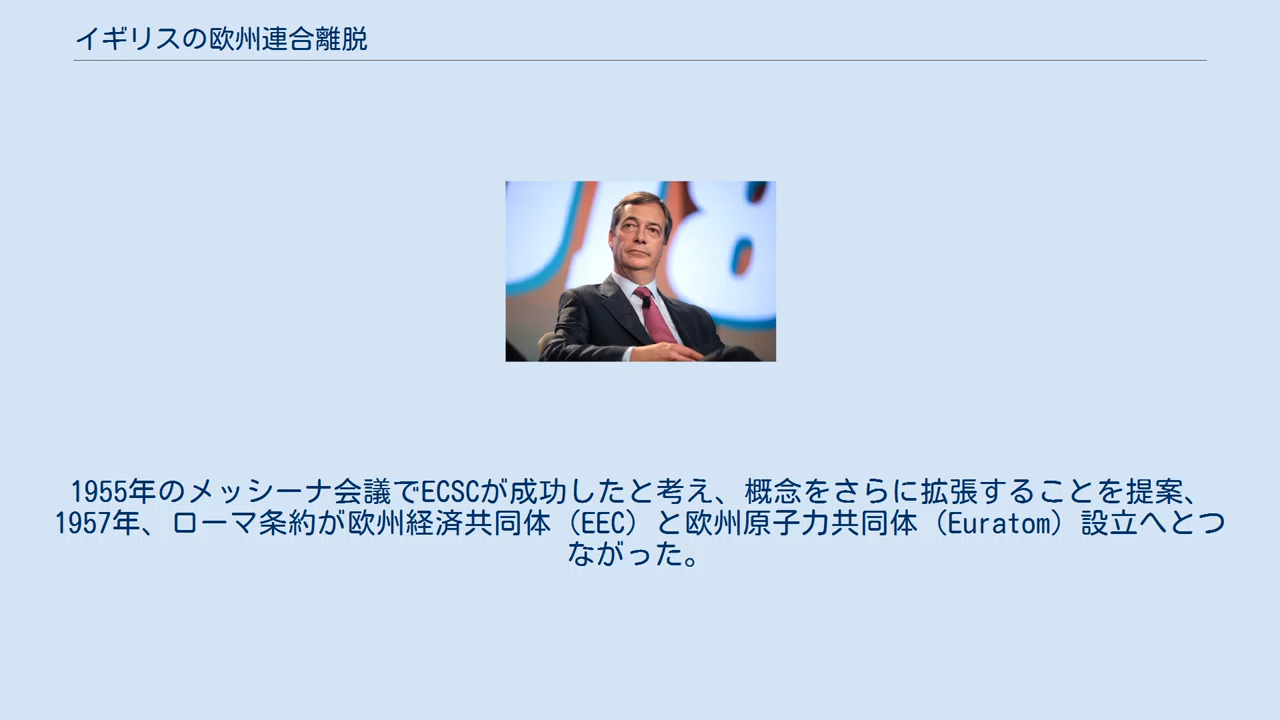 イギリスの欧州連合離脱
1955年のメッシーナ会議でECSCが成功したと考え、概念をさらに拡張することを提案、
1957年、ローマ条約が欧州経済共同体（EEC）と欧州原子力共同体（Euratom）設立へとつ
ながった。